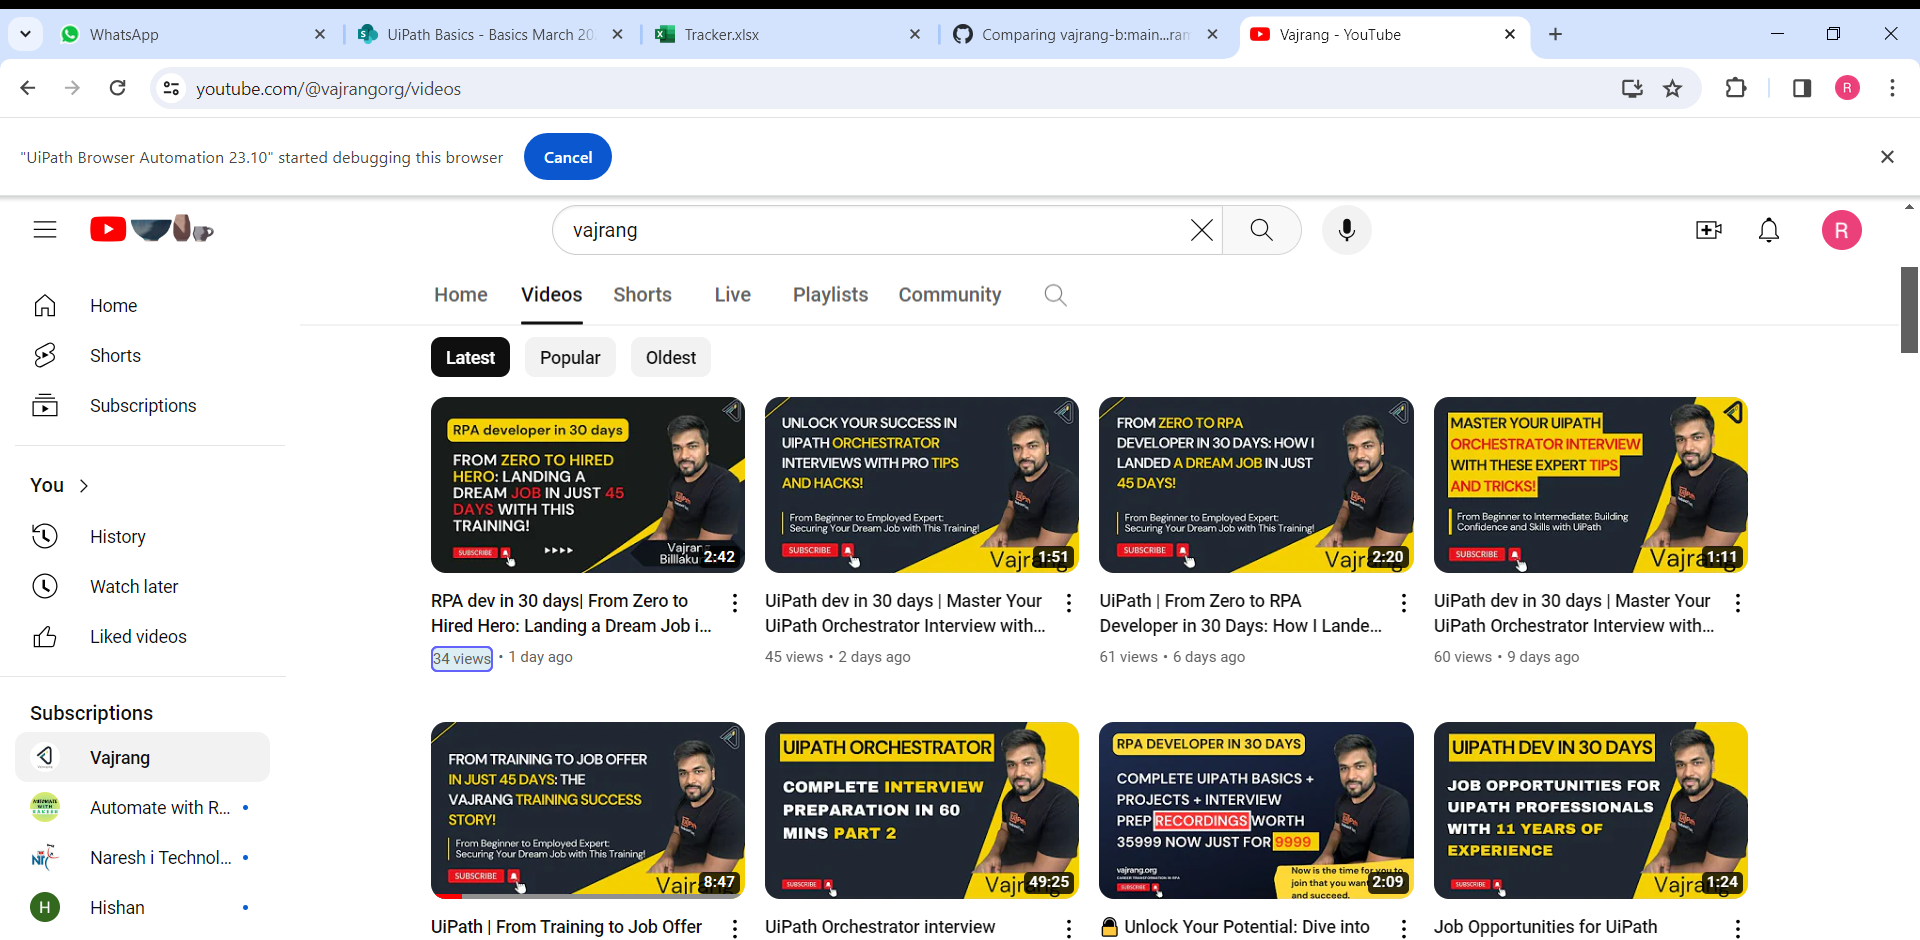 WhatsApp
UiPath Basics - Basics March 20
Tracker.xlsx
Comparing vajrang-b:main...ran
Vajrang - YouTube
youtube.com/@vajrangorg/videos
R
"UiPath Browser Automation 23.10" started debugging this browser
Cancel
vajrang
R
Home
Shorts
Subscriptions
You
History
Watch later
Liked videos
Subscriptions
Vajrang
Automate with R...
Naresh i Technol...
H
Hishan
Home
Videos
Shorts
Live
Playlists
Community
Latest
Popular
Oldest
RPA developer in 30 days
FROM ZERO TO HIRED
HERO: LANDING A
DREAM JOB IN JUST 45
DAYS WITH THIS
TRAINING!
SUBSCRIBE
Vajrang
Billlaku
2:42
RPA dev in 30 days| From Zero to
Hired Hero: Landing a Dream Job i...
34 views • 1 day ago
UNLOCK YOUR SUCCESS IN
UIPATH ORCHESTRATOR
INTERVIEWS WITH PRO TIPS
AND HACKS!
From Beginner to Employed Expert:
Securing Your Dream Job with This Training!
SUBSCRIBE
Vajrang
1:51
UiPath dev in 30 days | Master Your
UiPath Orchestrator Interview with...
45 views • 2 days ago
FROM ZERO TO RPA
DEVELOPER IN 30 DAYS: HOW I
LANDED A DREAM JOB IN JUST
45 DAYS!
From Beginner to Employed Expert:
Securing Your Dream Job with This Training!
SUBSCRIBE
Vajrang
2:20
UiPath | From Zero to RPA
Developer in 30 Days: How I Lande...
61 views • 6 days ago
MASTER YOUR UIPATH
ORCHESTRATOR INTERVIEW
WITH THESE EXPERT TIPS
AND TRICKS!
From Beginner to Intermediate: Building
Confidence and Skills with UiPath
SUBSCRIBE
Vajrang
1:11
UiPath dev in 30 days | Master Your
UiPath Orchestrator Interview with...
60 views • 9 days ago
FROM TRAINING TO JOB OFFER
IN JUST 45 DAYS: THE
VAJRANG TRAINING SUCCESS
STORY!
From Beginner to Employed Expert:
Securing Your Dream Job with This Training!
SUBSCRIBE
Vajrang
8:47
UiPath | From Training to Job Offer
UIPATH ORCHESTRATOR
COMPLETE INTERVIEW
PREPARATION IN 60
MINS PART 2
SUBSCRIBE
Vajrang
49:25
UiPath Orchestrator interview
RPA DEVELOPER IN 30 DAYS
COMPLETE UIPATH BASICS +
PROJECTS + INTERVIEW
PREP RECORDINGS WORTH
35999 NOW JUST FOR 9999
vajrang.org
SUBSCRIBE
Now is the time for you to
join that you want
and succeed.
2:09
Unlock Your Potential: Dive into
UIPATH DEV IN 30 DAYS
JOB OPPORTUNITIES FOR
UIPATH PROFESSIONALS
WITH 11 YEARS OF
EXPERIENCE
SUBSCRIBE
Vajrang
1:24
Job Opportunities for UiPath